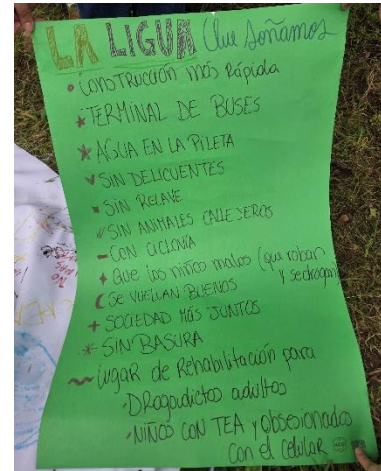 LA LIGUA Que soñamos
• CONSTRUCCIÓN más Rápida
* TERMINAL DE BUSES
* AGUA EN LA PILETA
SIN DELICUENTES
SIN RELAVE
SIN ANIMALES CALLEJEROS
- CON CICLOVIA
+ Que los niños malos (que roban
y se drogan)
SE VUELVAN BUENOS
+ SOCIEDAD MÁS JUNTOS
* SIN BASURA
~ lugar de Rehabilitación para
· DRogadictos adultos
· NIÑOS CON TEA y obsesionados
con el celular